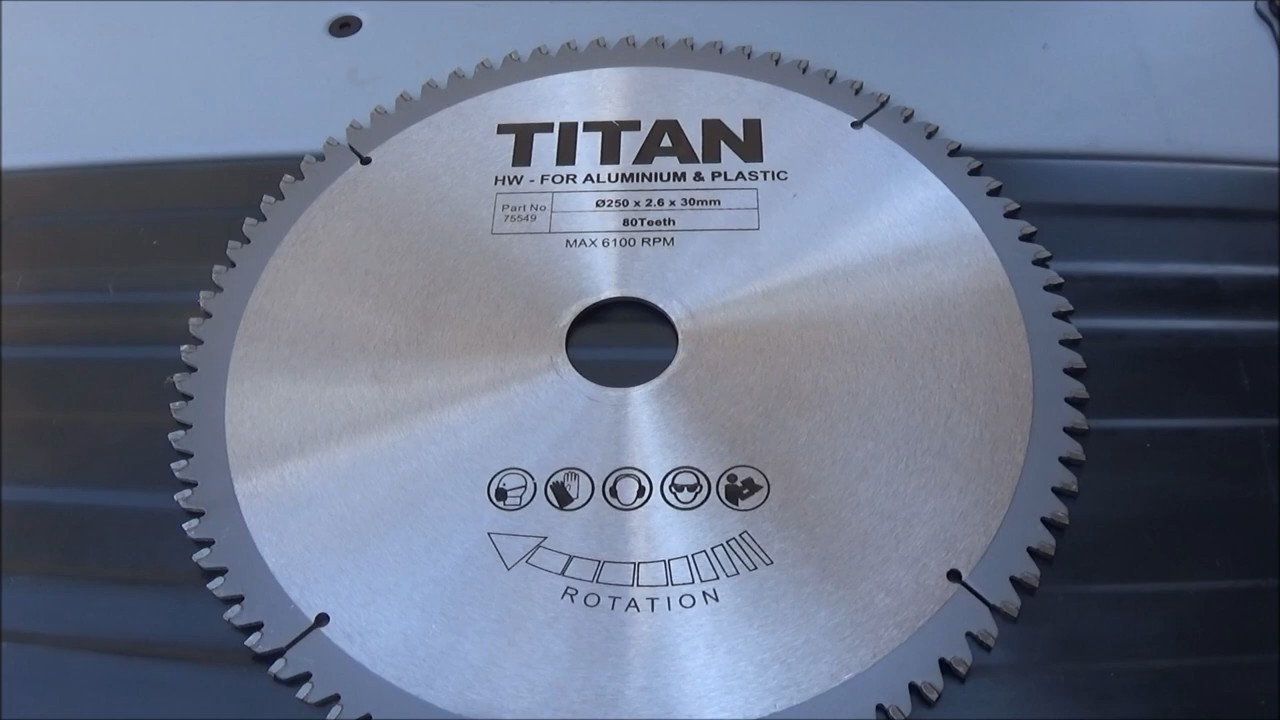 TITAN
HW - FOR ALUMINIUM & PLASTIC
Part No
75549
Ø250 x 2.6 x 30mm
80Teeth
MAX 6100 RPM
ROTATION